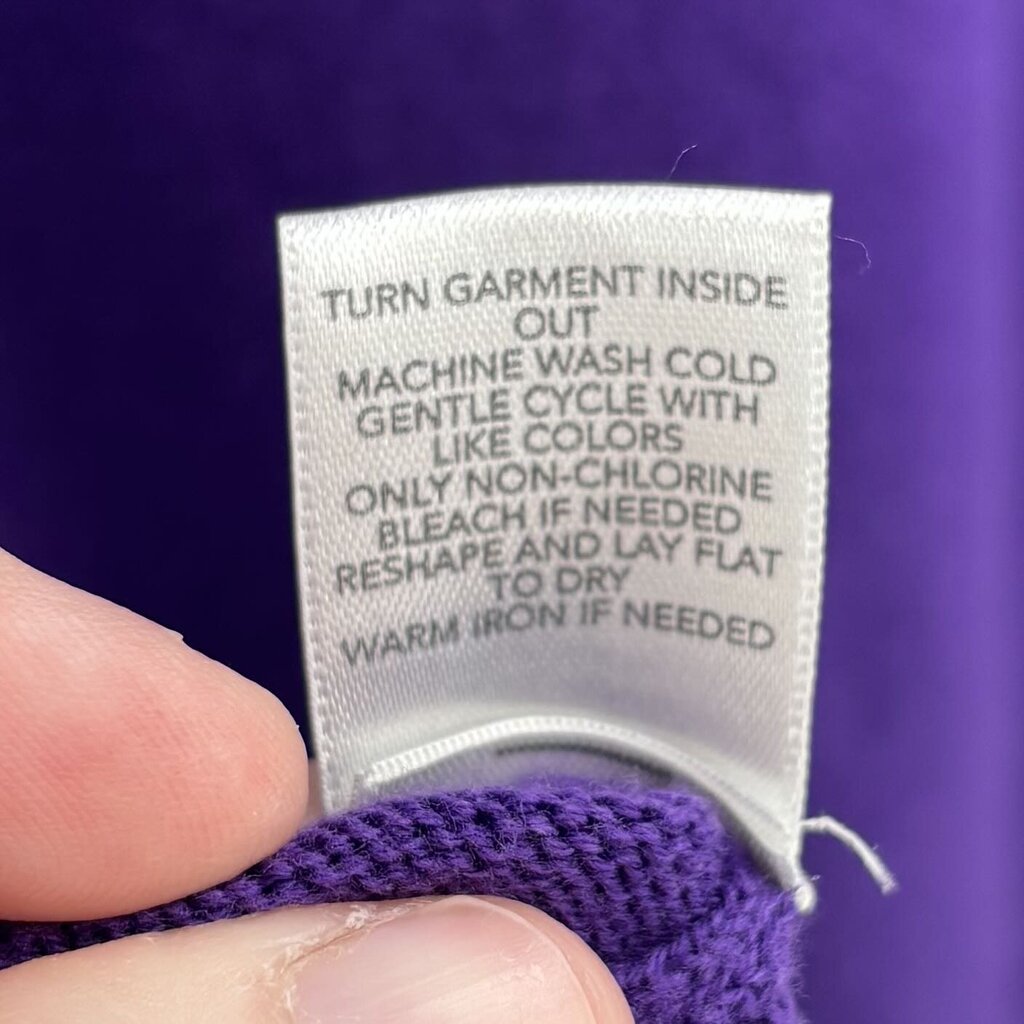 TURN GARMENT INSIDE
OUT
MACHINE WASH COLD
GENTLE CYCLE WITH
LIKE COLORS
ONLY NON-CHLORINE
BLEACH IF NEEDED
RESHAPE AND LAY FLAT
TO DRY
WARM IRON IF NEEDED